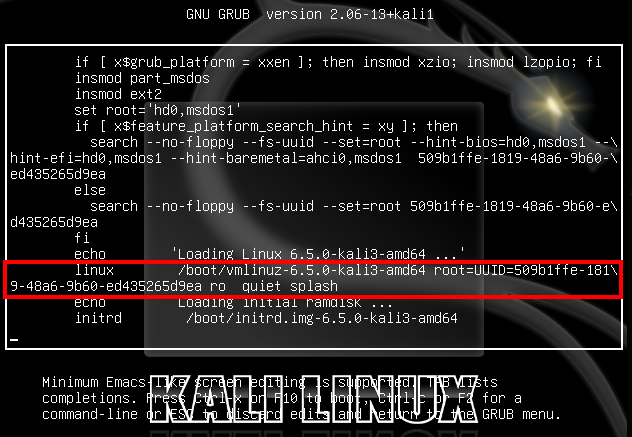 GNU GRUB  version 2.06-13+kali1
if [ x$grub_platform = xxen ]; then insmod xzio; insmod lzopio; fi
insmod part_msdos
insmod ext2
set root='hd0,msdos1'
if [ x$feature_platform_search_hint = xy ]; then
search --no-floppy --fs-uuid --set=root --hint-bios=hd0,msdos1 --\
hint-efi=hd0,msdos1 --hint-baremetal=ahci0,msdos1  509b1ffe-1819-48a6-9b60-\
ed435265d9ea
else
search --no-floppy --fs-uuid --set=root 509b1ffe-1819-48a6-9b60-e\
d435265d9ea
fi
echo 'Loading Linux 6.5.0-kali3-amd64 ...'
linux /boot/vmlinuz-6.5.0-kali3-amd64 root=UUID=509b1ffe-181\
9-48a6-9b60-ed435265d9ea ro  quiet splash
echo Loading initial ramdisk ...
initrd /boot/initrd.img-6.5.0-kali3-amd64
Minimum Emacs-like screen editing is supported. TAB lists
completions. Press Ctrl-x or F10 to boot, Ctrl-c or F2 for a
command-line or ESC to discard edits and return to the GRUB menu.
KALI LINUX